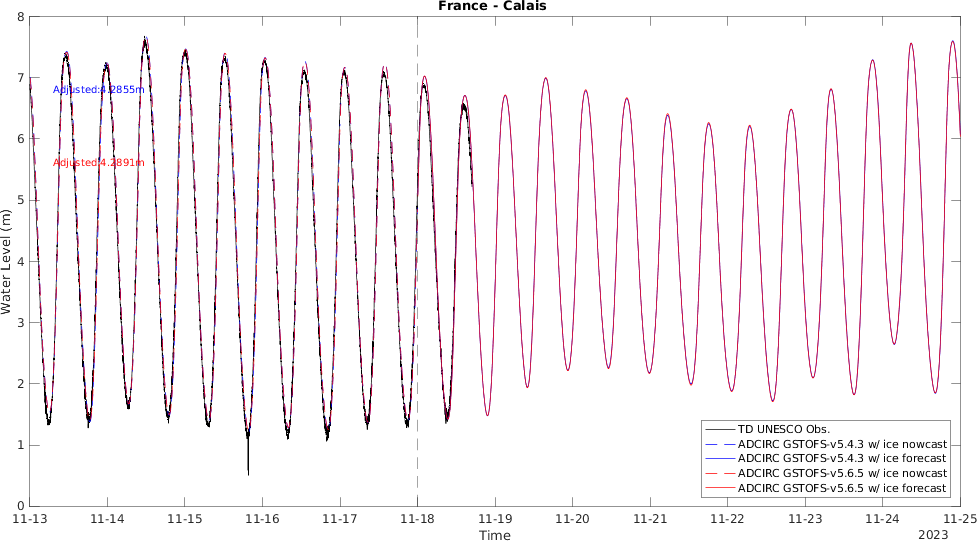 France - Calais
8
7
6
5
4
3
2
1
0
Water Level (m)
Adjusted:4.2855m
Adjusted:4.2891m
TD UNESCO Obs.
ADCIRC GSTOFS-v5.4.3 w/ ice nowcast
ADCIRC GSTOFS-v5.4.3 w/ ice forecast
ADCIRC GSTOFS-v5.6.5 w/ ice nowcast
ADCIRC GSTOFS-v5.6.5 w/ ice forecast
11-13 11-14 11-15 11-16 11-17 11-18 11-19 11-20 11-21 11-22 11-23 11-24 11-25
Time
2023